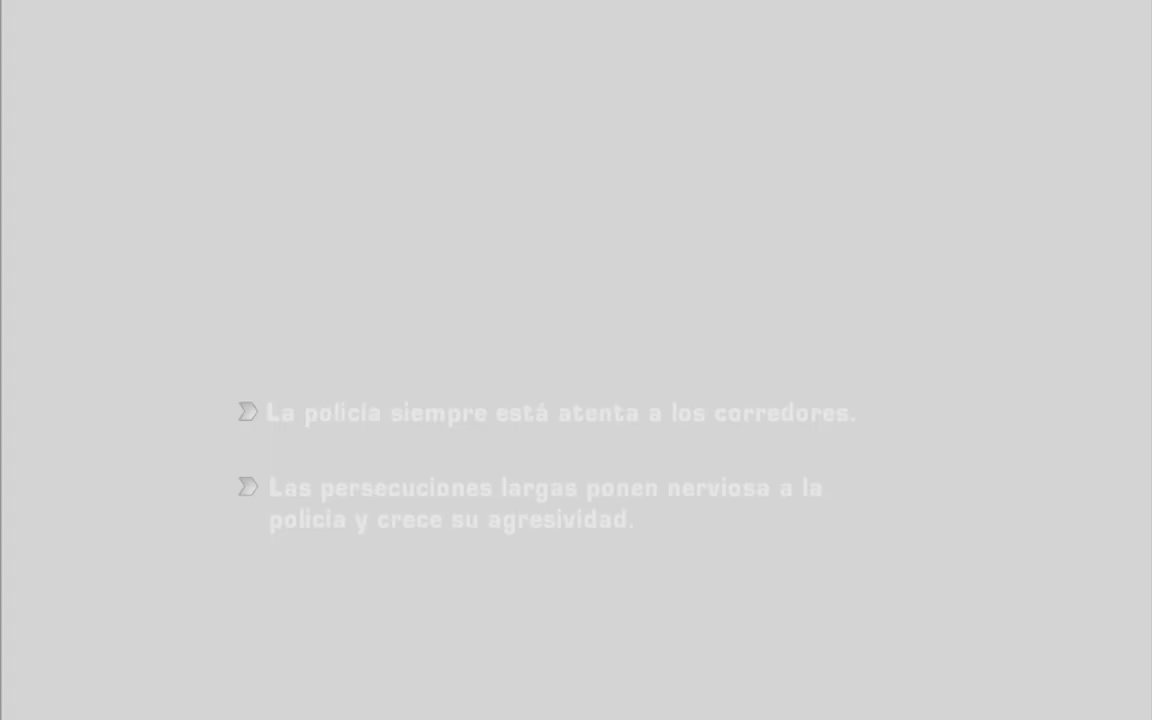 La policía siempre está atenta a los corredores.
Las persecuciones largas ponen nerviosa a la
policía y crece su agresividad.